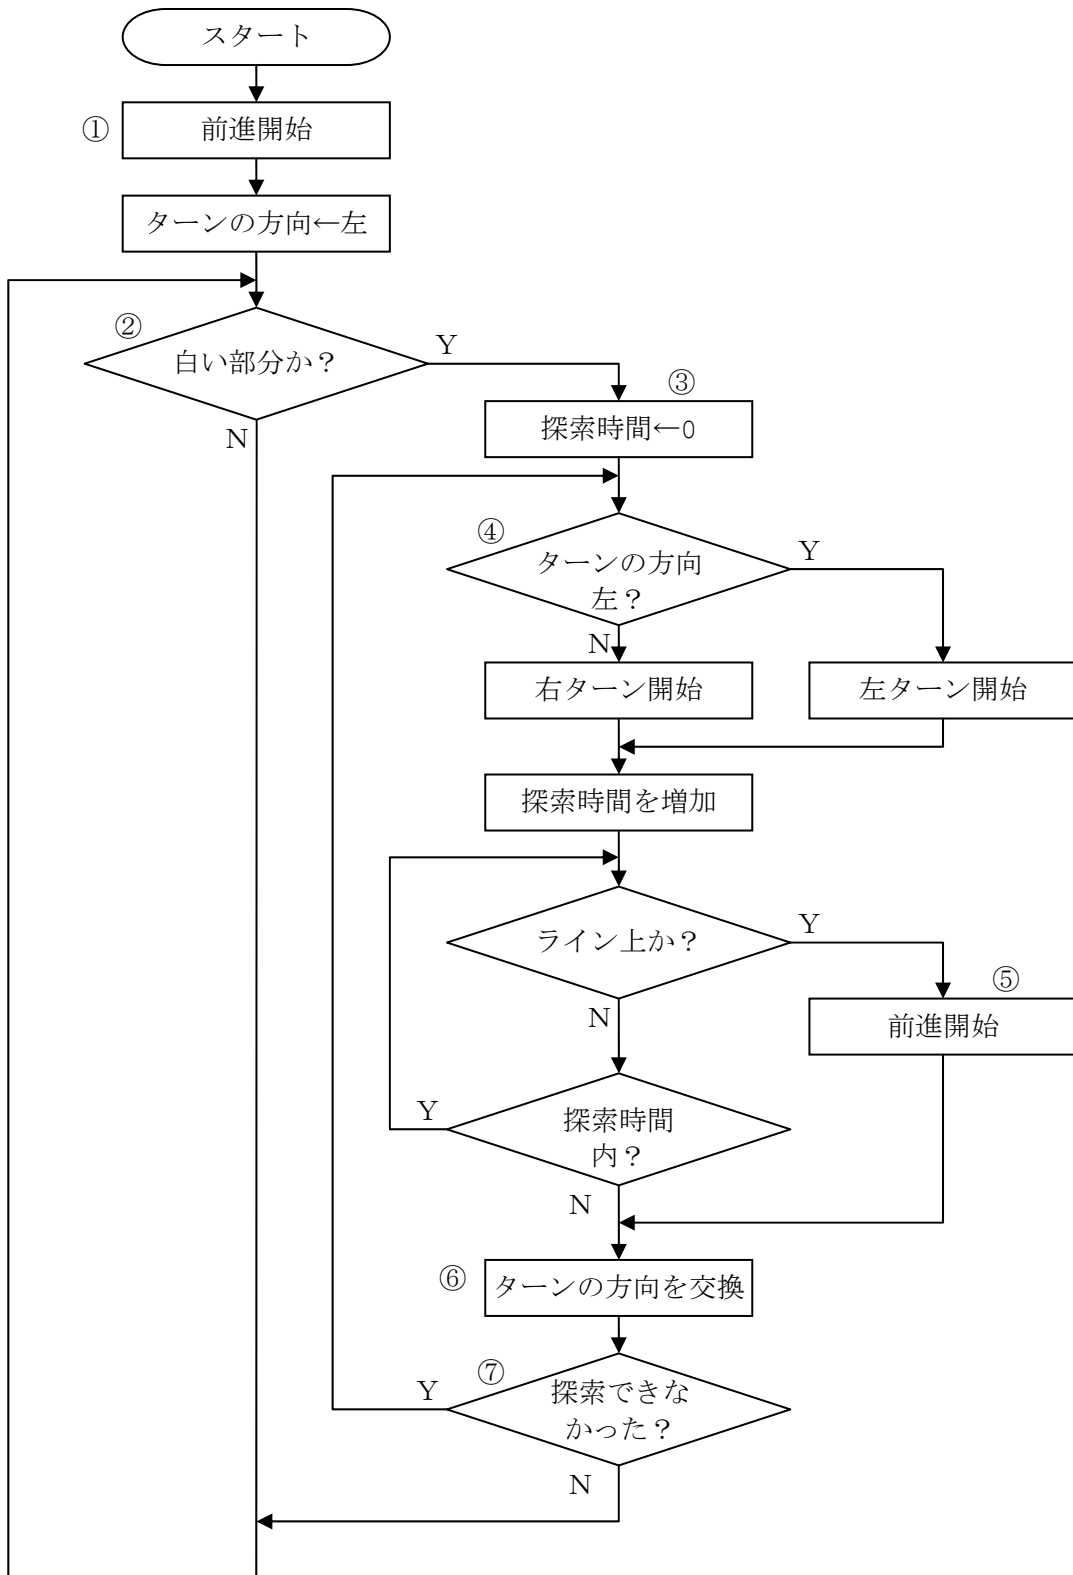 スタート
①
前進開始
ターンの方向←左
②
白い部分か？
Y
N
③
探索時間←0
④
ターンの方向
左？
Y
N
右ターン開始
左ターン開始
探索時間を増加
ライン上か？
Y
N
⑤
前進開始
探索時間
内？
Y
N
⑥
ターンの方向を交換
⑦
探索できな
かった？
Y
N